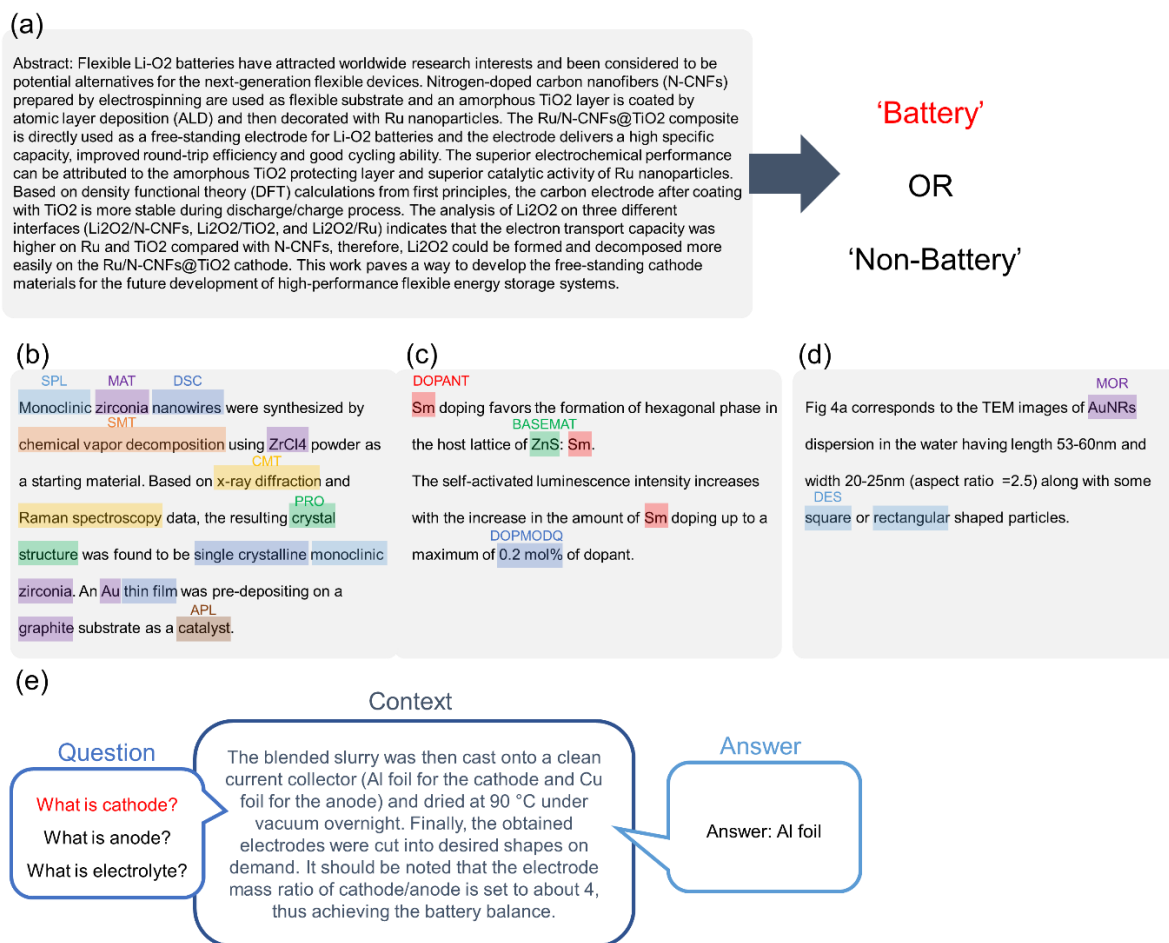 (a)
Abstract: Flexible Li-O2 batteries have attracted worldwide research interests and been considered to
be potential alternatives for the next-generation flexible devices. Nitrogen-doped carbon nanofibers (N-CNFs)
prepared by electrospinning are used as flexible substrate and an amorphous TiO2 layer is coated by
atomic layer deposition (ALD) and then decorated with Ru nanoparticles. The Ru/N-CNFs@TiO2 composite
is directly used as a free-standing electrode for Li-O2 batteries and the electrode delivers a high specific
capacity, improved round-trip efficiency and good cycling ability. The superior electrochemical performance
can be attributed to the amorphous TiO2 protecting layer and superior catalytic activity of Ru nanoparticles.
Based on density functional theory (DFT) calculations from first principles, the carbon electrode after coating
with TiO2 is more stable during discharge/charge process. The analysis of Li2O2 on three different
interfaces (Li2O2/N-CNFs, Li2O2/TiO2, and Li2O2/Ru) indicates that the electron transport capacity was
higher on Ru and TiO2 compared with N-CNFs, therefore, Li2O2 could be formed and decomposed more
easily on the Ru/N-CNFs@TiO2 cathode. This work paves a way to develop the free-standing cathode
materials for the future development of high-performance flexible energy storage systems.
'Battery'
OR
'Non-Battery'
(b)
SPL MAT DSC
Monoclinic zirconia nanowires were synthesized by
SMT
chemical vapor decomposition using ZrCl4 powder as
CMT
a starting material. Based on x-ray diffraction and
PRO
Raman spectroscopy data, the resulting crystal
structure was found to be single crystalline monoclinic
zirconia. An Au thin film was pre-depositing on a
APL
graphite substrate as a catalyst.
(c)
DOPANT
Sm doping favors the formation of hexagonal phase in
BASEMAT
the host lattice of ZnS: Sm.
The self-activated luminescence intensity increases
with the increase in the amount of Sm doping up to a
DOPMODQ
maximum of 0.2 mol% of dopant.
(d)
MOR
Fig 4a corresponds to the TEM images of AuNRs
dispersion in the water having length 53-60nm and
width 20-25nm (aspect ratio =2.5) along with some
DES
square or rectangular shaped particles.
(e)
Question
What is cathode?
What is anode?
What is electrolyte?
Context
The blended slurry was then cast onto a clean
current collector (Al foil for the cathode and Cu
foil for the anode) and dried at 90 °C under
vacuum overnight. Finally, the obtained
electrodes were cut into desired shapes on
demand. It should be noted that the electrode
mass ratio of cathode/anode is set to about 4,
thus achieving the battery balance.
Answer
Answer: Al foil